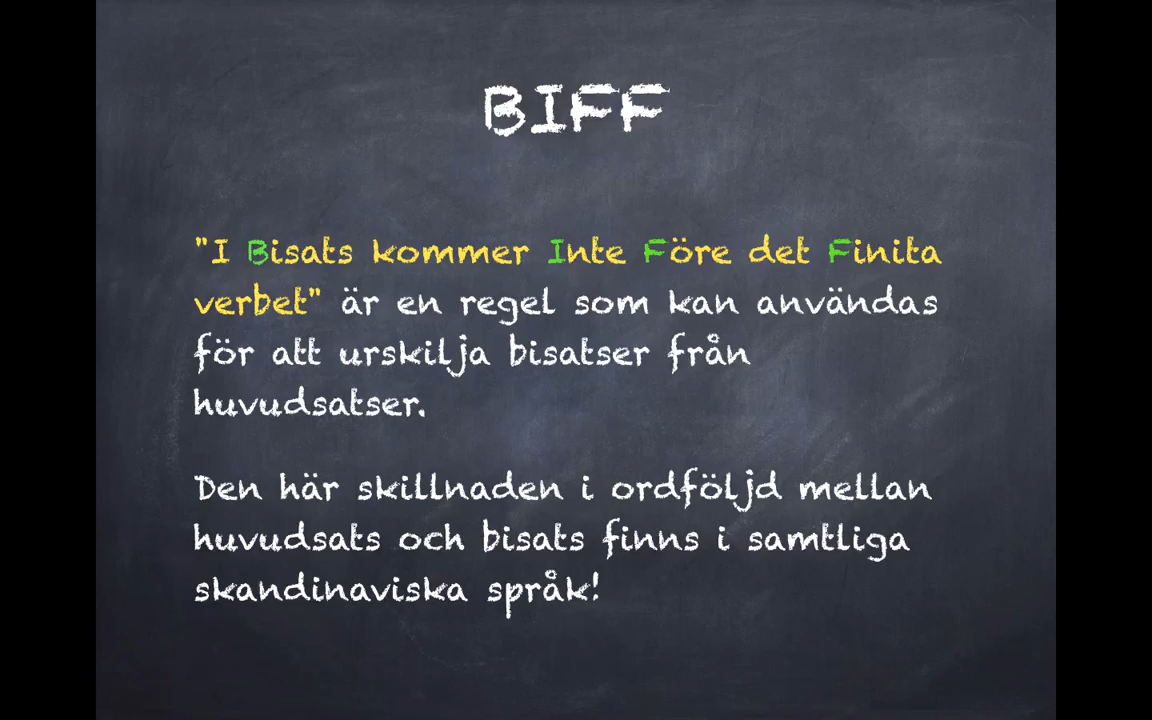 BIFF
"I Bisats kommer Inte Före det Finita
verbet" är en regel som kan användas
för att urskilja bisatser från
huvudsatser.
Den här skillnaden i ordföljd mellan
huvudsats och bisats finns i samtliga
skandinaviska språk!